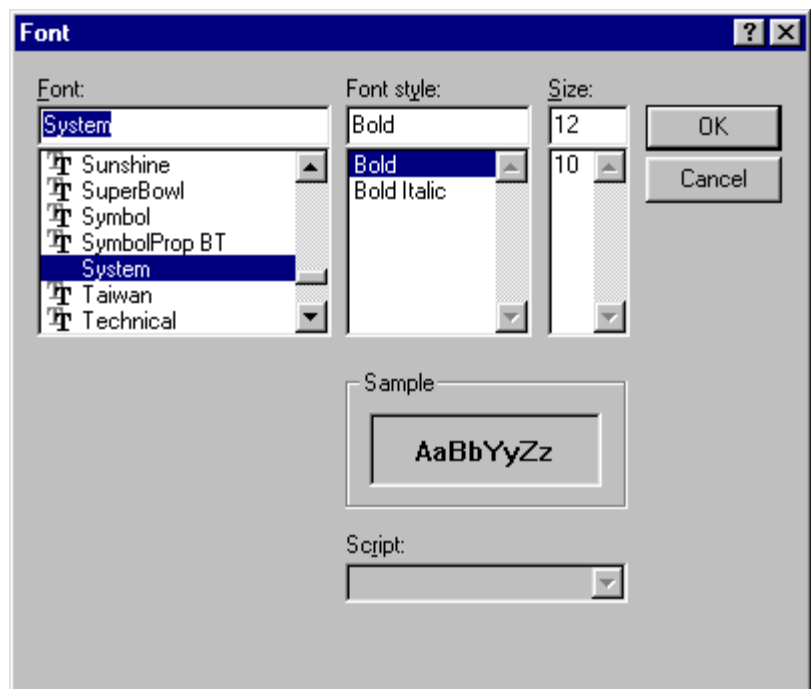 Font
Font: Font style: Size:
System Bold 12
Sunshine Bold 10
SuperBowl Bold Italic
Symbol
SymbolProp BT
System
Taiwan
Technical
OK
Cancel
Sample
AaBbYyZz
Script: